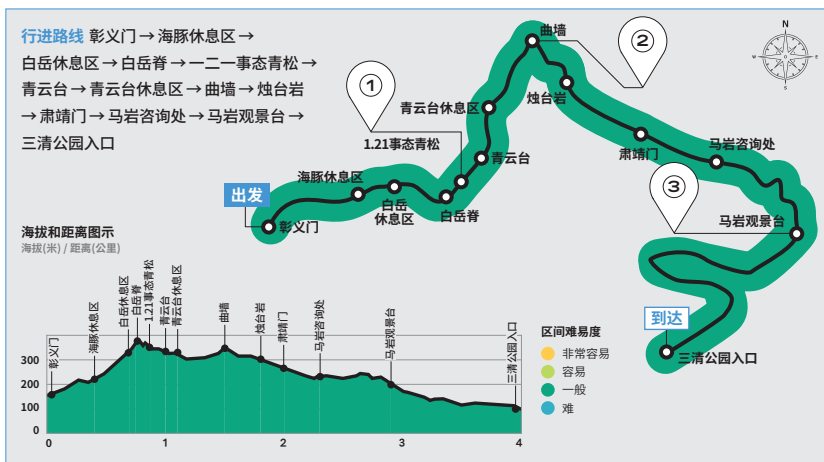 行进路线 彰义门 → 海豚休息区 →
白岳休息区 → 白岳脊 → 一二一事态青松 →
青云台 → 青云台休息区 → 曲墙 → 烛台岩
→ 肃靖门 → 马岩咨询处 → 马岩观景台 →
三清公园入口
N
W
E
S
曲墙
②
①
烛台岩
青云台休息区
1.21事态青松
青云台
肃靖门
马岩咨询处
③
海豚休息区
出发
白岳
休息区
白岳脊
彰义门
马岩观景台
到达
三清公园入口
海拔和距离图示
海拔(米) / 距离(公里)
彰义门
海豚休息区
白岳休息区
白岳脊
1.21事态青松
青云台
青云台休息区
曲墙
烛台岩
肃靖门
马岩咨询处
马岩观景台
三清公园入口
300
200
100
0
0 1 2 3 4
区间难易度
非常容易
容易
一般
难